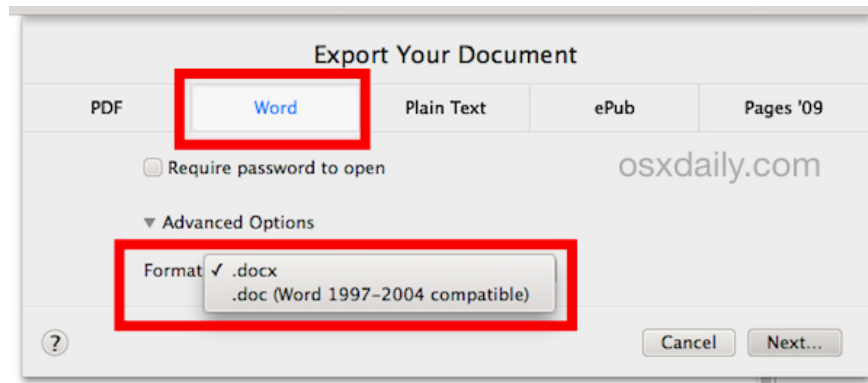 Export Your Document
PDF Word Plain Text ePub Pages '09
Require password to open
osxdaily.com
▼ Advanced Options
Format ✓ .docx
.doc (Word 1997-2004 compatible)
? Cancel Next...